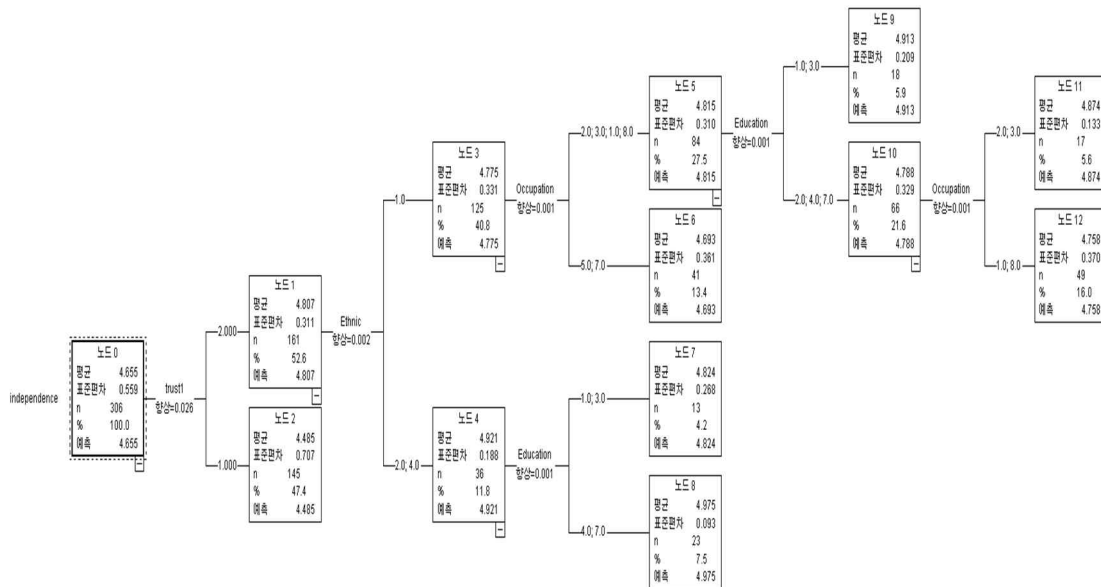 independence
노드 0
평균 4.655
표준편차 0.559
n 306
% 100.0
예측 4.655
trust1
향상=0.026
2.000
노드 1
평균 4.807
표준편차 0.311
n 161
% 52.6
예측 4.807
1.000
노드 2
평균 4.485
표준편차 0.707
n 145
% 47.4
예측 4.485
Ethnic
향상=0.002
1.0
노드 3
평균 4.775
표준편차 0.331
n 125
% 40.8
예측 4.775
2.0; 4.0
노드 4
평균 4.921
표준편차 0.188
n 36
% 11.8
예측 4.921
Occupation
향상=0.001
2.0; 3.0; 1.0; 8.0
노드 5
평균 4.815
표준편차 0.310
n 84
% 27.5
예측 4.815
5.0; 7.0
노드 6
평균 4.693
표준편차 0.361
n 41
% 13.4
예측 4.693
Education
향상=0.001
1.0; 3.0
노드 7
평균 4.824
표준편차 0.268
n 13
% 4.2
예측 4.824
4.0; 7.0
노드 8
평균 4.975
표준편차 0.093
n 23
% 7.5
예측 4.975
Education
향상=0.001
1.0; 3.0
노드 9
평균 4.913
표준편차 0.209
n 18
% 5.9
예측 4.913
2.0; 4.0; 7.0
노드 10
평균 4.788
표준편차 0.329
n 66
% 21.6
예측 4.788
Occupation
향상=0.001
2.0; 3.0
노드 11
평균 4.874
표준편차 0.133
n 17
% 5.6
예측 4.874
1.0; 8.0
노드 12
평균 4.758
표준편차 0.370
n 49
% 16.0
예측 4.758